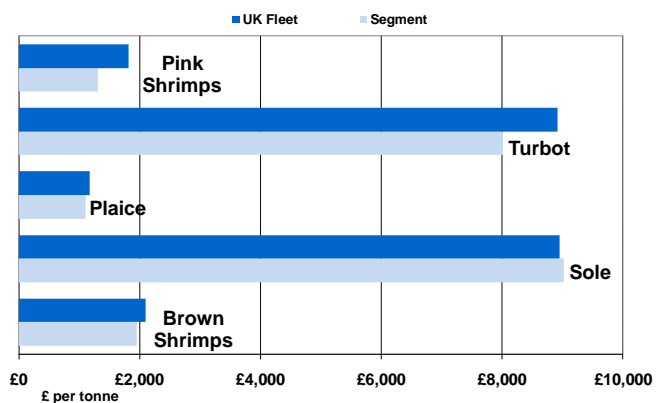 UK Fleet Segment
Pink
Shrimps
Turbot
Plaice
Sole
Brown
Shrimps
£0 £2,000 £4,000 £6,000 £8,000 £10,000
£ per tonne